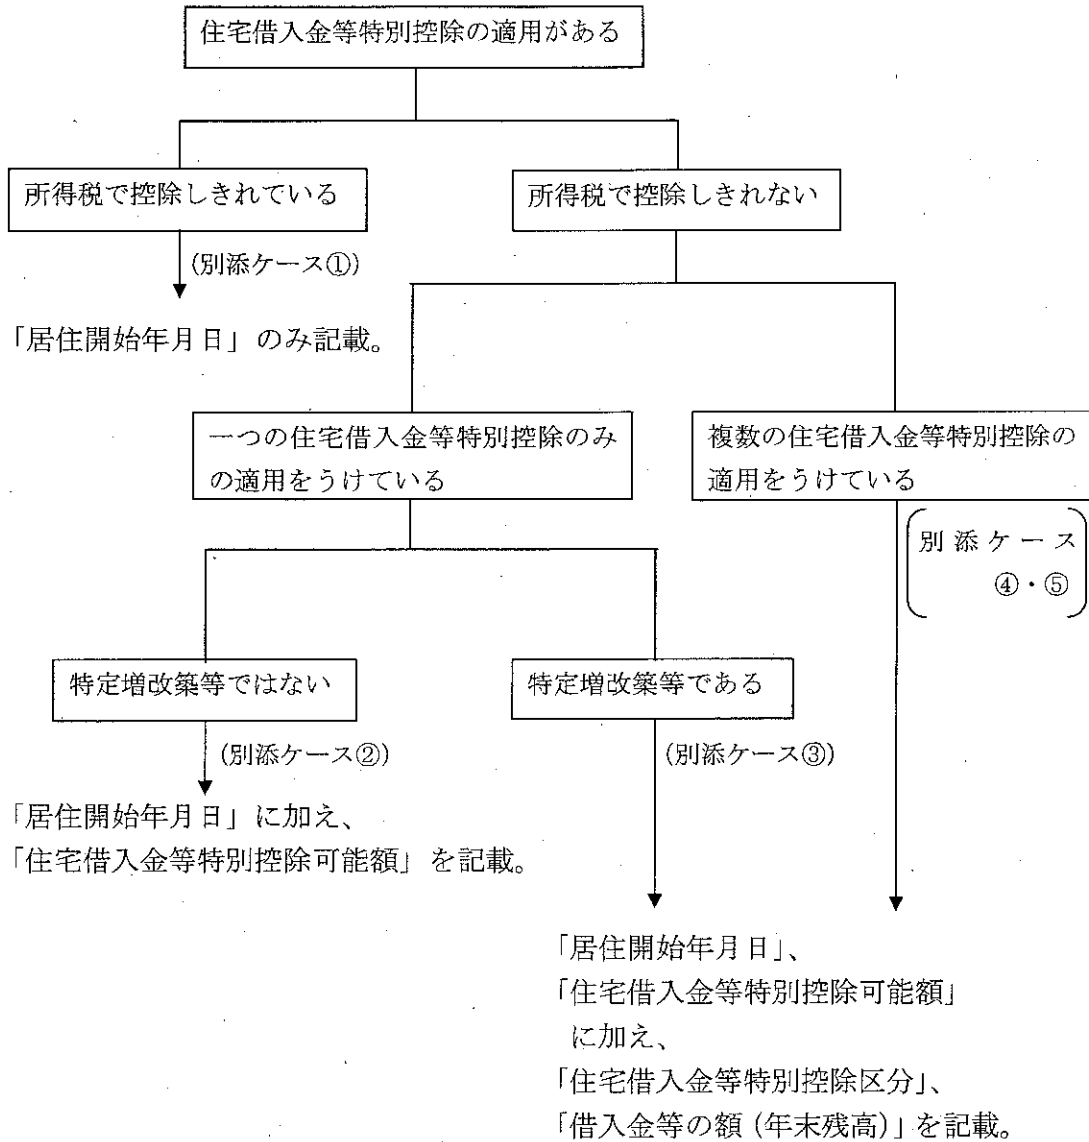 住宅借入金等特別控除の適用がある
所得税で控除しきれている
所得税で控除しきれない
(別添ケース①)
「居住開始年月日」のみ記載。
一つの住宅借入金等特別控除のみ
の適用をうけている
複数の住宅借入金等特別控除の
適用をうけている
別添ケース
④・⑤
特定増改築等ではない
特定増改築等である
(別添ケース②)
(別添ケース③)
「居住開始年月日」に加え、
「住宅借入金等特別控除可能額」を記載。
「居住開始年月日」、
「住宅借入金等特別控除可能額」
に加え、
「住宅借入金等特別控除区分」、
「借入金等の額(年末残高)」を記載。